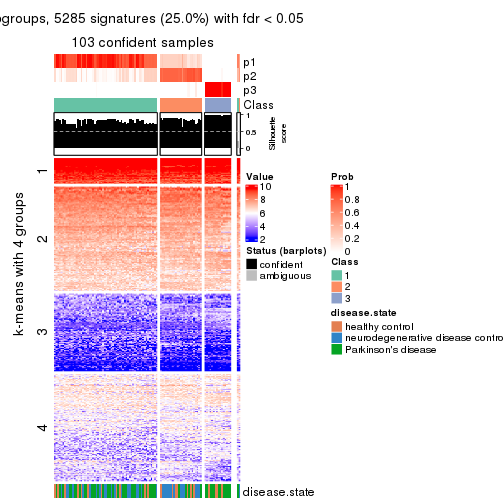 ogroups, 5285 signatures (25.0%) with fdr < 0.05
103 confident samples
p1
p2
p3
Class
1
0.5
0
Silhouette
score
k-means with 4 groups
1
2
3
4
disease.state
Value
10
8
6
4
2
Status (barplots)
confident
ambiguous
Prob
1
0.8
0.6
0.4
0.2
0
Class
1
2
3
disease.state
healthy control
neurodegenerative disease contro
Parkinson's disease